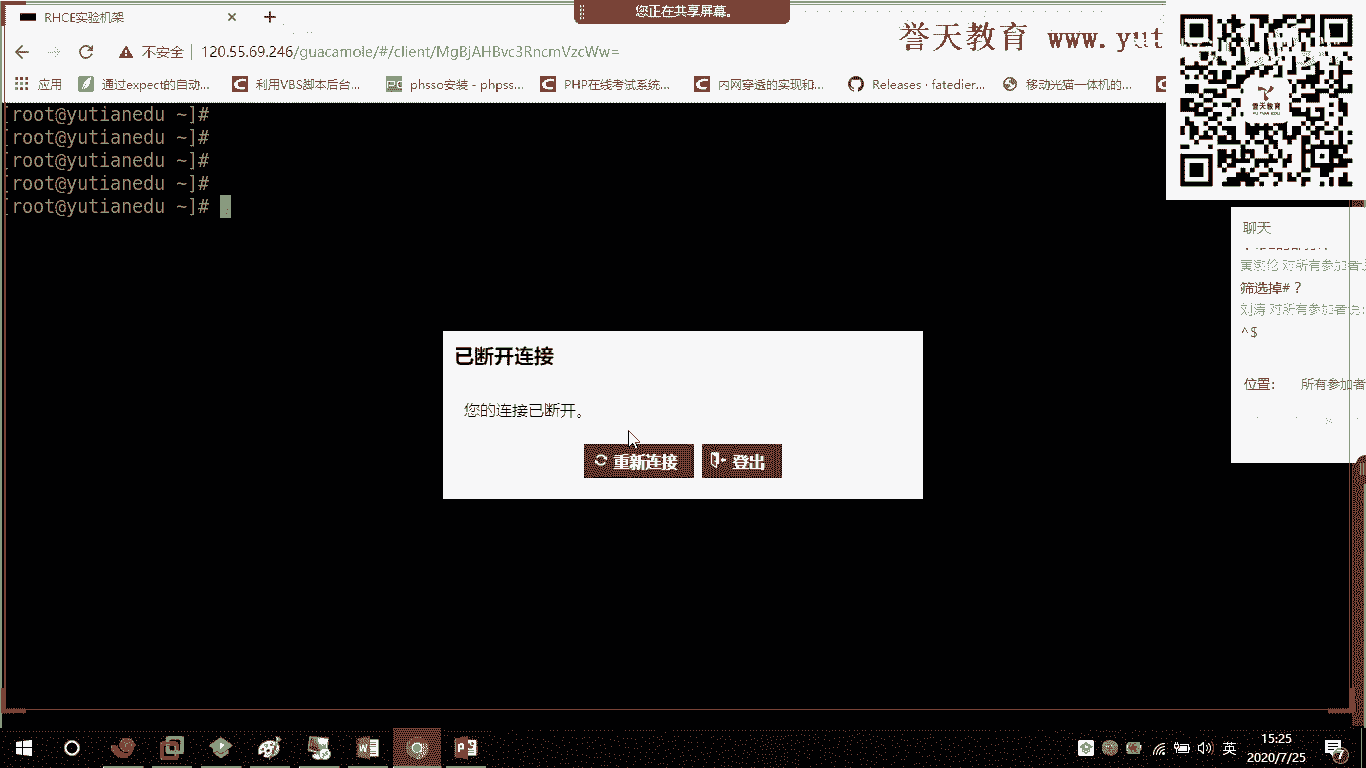 RHCE实验机架
您正在共享屏幕。
不安全
120.55.69.246/guacamole/#/client/MgBjAHBvc3RncmVzcWw=
誉天教育 www.yut
应用
通过expect的自动...
利用VBS脚本后台...
phsso安装 - phpss...
PHP在线考试系统...
内网穿透的实现和...
Releases · fatedier...
移动光猫一体机的...
誉天教育
[root@yutianedu ~]#
[root@yutianedu ~]#
[root@yutianedu ~]#
[root@yutianedu ~]#
[root@yutianedu ~]#
聊天
对所有参加者
筛选掉#？
刘涛 对所有参加者说:
^$
位置：
所有参加者
已断开连接
您的连接已断开。
重新连接
登出
英
15:25
2020/7/25
7